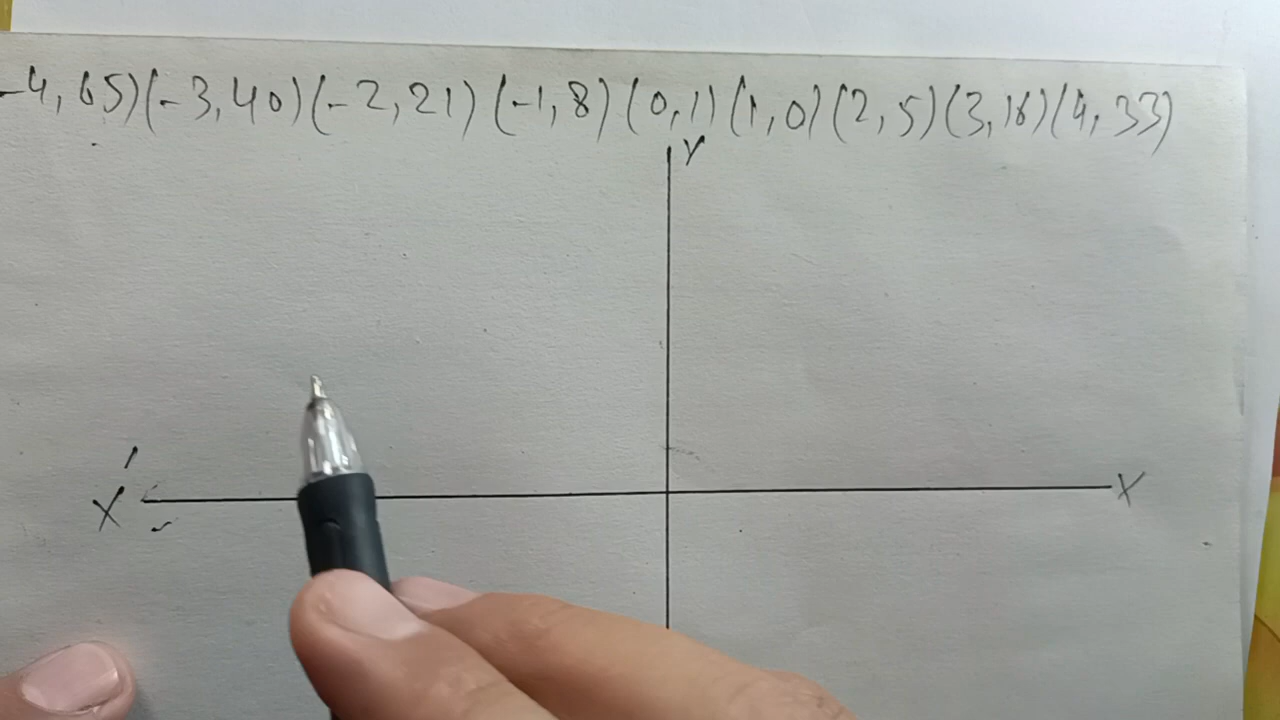 -4, 65)(-3, 40)(-2, 21)(-1, 8)(0, 1)(1, 0)(2, 5)(3, 16)(4, 33)
Y
X' X